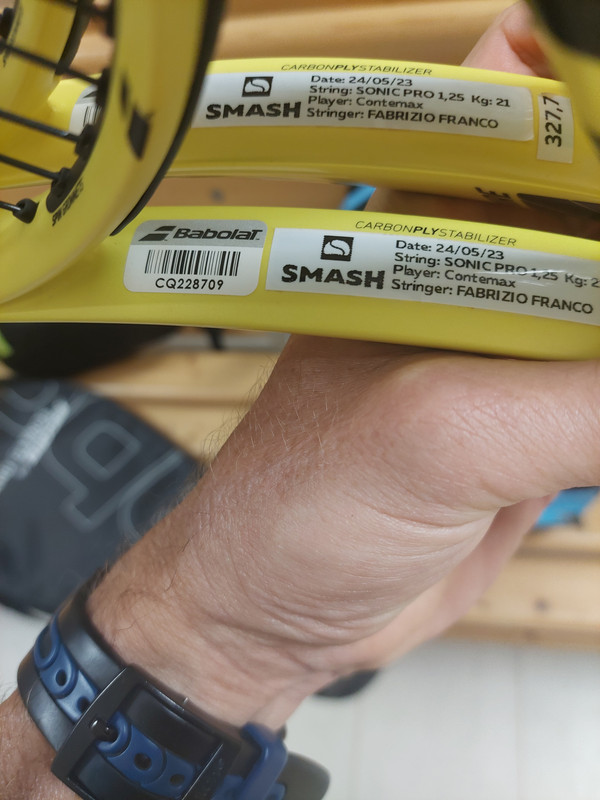 CARBONPLYSTABILIZER
SMASH
Date: 24/05/23
String: SONIC PRO 1,25 Kg: 21
Player: Contemax
Stringer: FABRIZIO FRANCO
327,7
CARBONPLYSTABILIZER
Babolat
CQ228709
SMASH
Date: 24/05/23
String: SONIC PRO 1,25 Kg: 2
Player: Contemax
Stringer: FABRIZIO FRANCO